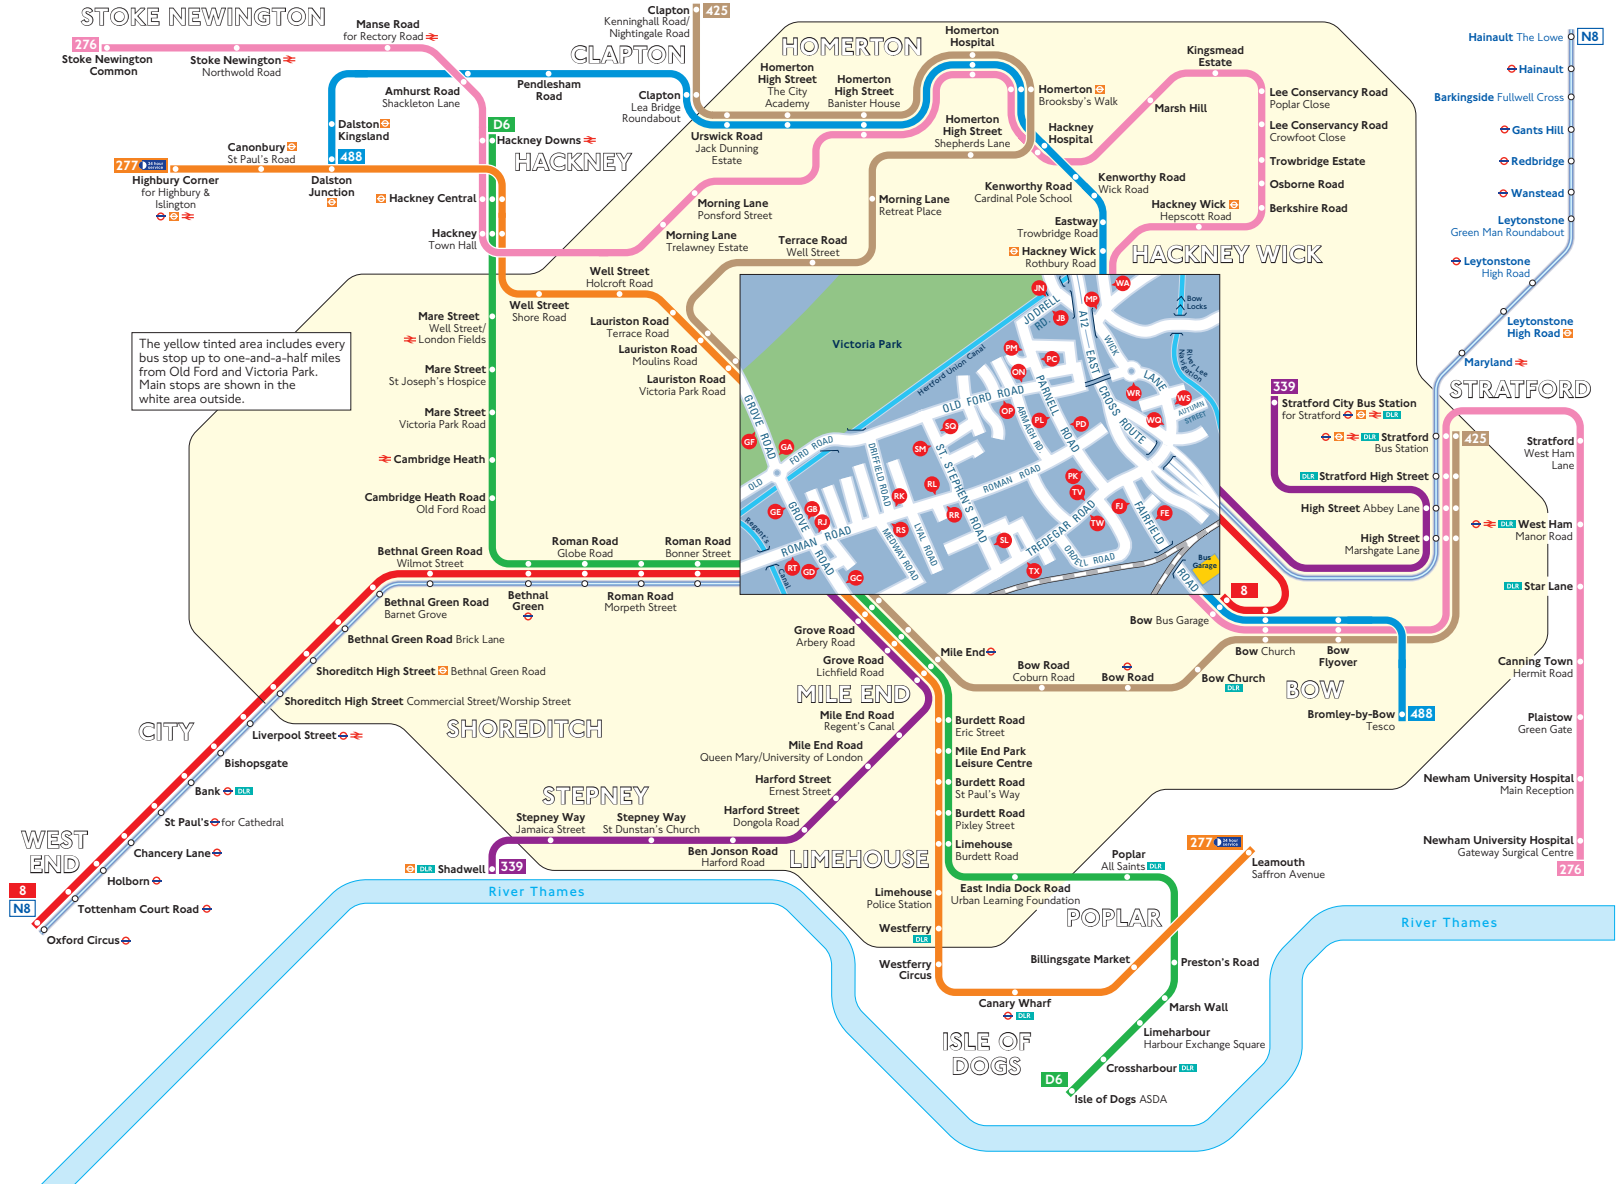 STOKE NEWINGTON
276
Stoke Newington
Common
Stoke Newington
Northwold Road
Manse Road
for Rectory Road
CLAPTON
Clapton
Kenninghall Road/
Nightingale Road
425
HOMERTON
Homerton
Hospital
Kingsmead
Estate
Hainault The Lowe
N8
Hainault
Barkingside Fullwell Cross
Gants Hill
Redbridge
Wanstead
Leytonstone
Green Man Roundabout
Leytonstone
High Road
Leytonstone
High Road
Maryland
Amhurst Road
Shackleton Lane
Pendlesham
Road
Clapton
Lea Bridge
Roundabout
Homerton
High Street
The City
Academy
Homerton
High Street
Banister House
Homerton
Brooksby's Walk
Marsh Hill
Lee Conservancy Road
Poplar Close
Lee Conservancy Road
Crowfoot Close
Trowbridge Estate
Osborne Road
Berkshire Road
Dalston
Kingsland
D6
Hackney Downs
HACKNEY
Urswick Road
Jack Dunning
Estate
Homerton
High Street
Shepherds Lane
Hackney
Hospital
Canonbury
St Paul's Road
488
277
24 hour
service
Highbury Corner
for Highbury &
Islington
Dalston
Junction
Hackney Central
Hackney
Town Hall
Morning Lane
Ponsford Street
Morning Lane
Trelawney Estate
Morning Lane
Retreat Place
Kenworthy Road
Cardinal Pole School
Kenworthy Road
Wick Road
Hackney Wick
Hepscott Road
Eastway
Trowbridge Road
Hackney Wick
Rothbury Road
HACKNEY WICK
Terrace Road
Well Street
Well Street
Holcroft Road
Well Street
Shore Road
Lauriston Road
Terrace Road
Lauriston Road
Moulins Road
Lauriston Road
Victoria Park Road
The yellow tinted area includes every
bus stop up to one-and-a-half miles
from Old Ford and Victoria Park.
Main stops are shown in the
white area outside.
Mare Street
Well Street/
London Fields
Mare Street
St Joseph's Hospice
Mare Street
Victoria Park Road
Cambridge Heath
Cambridge Heath Road
Old Ford Road
Bethnal Green Road
Wilmot Street
Roman Road
Globe Road
Roman Road
Bonner Street
Victoria Park
Hertford Union Canal
JODRELL
RD.
A12
EAST
CROSS ROUTE
WICK
LANE
Bow
Locks
River Lee
Navigation
AUTUMN
STREET
OLD FORD ROAD
PARNELL
ROAD
ARMAGH RD.
GROVE ROAD
OLD
FORD ROAD
DRIFFIELD ROAD
ST. STEPHEN'S ROAD
ROMAN ROAD
GROVE
ROAD
ROMAN ROAD
MEDWAY ROAD
LYAL ROAD
TREDEGAR ROAD
ORDELL ROAD
FAIRFIELD
ROAD
Regent's
Canal
Bus
Garage
JN
JB
MP
WA
PM
PC
ON
OP
PL
PD
WR
WS
WQ
SQ
SM
GF
GA
GE
GB
RJ
RK
RL
RR
RS
PK
TV
TW
FJ
FE
SL
TX
RT
GD
GC
STRATFORD
339
Stratford City Bus Station
for Stratford DLR
DLR Stratford
Bus Station
425
DLR Stratford High Street
High Street Abbey Lane
High Street
Marshgate Lane
Stratford
West Ham
Lane
DLR West Ham
Manor Road
DLR Star Lane
Canning Town
Hermit Road
Plaistow
Green Gate
Newham University Hospital
Main Reception
Newham University Hospital
Gateway Surgical Centre
276
8
Bow Bus Garage
Bow Church
Bow
Flyover
BOW
Bromley-by-Bow
Tesco
488
Bethnal Green Road
Barnet Grove
Bethnal
Green
Roman Road
Morpeth Street
Bethnal Green Road Brick Lane
Shoreditch High Street Bethnal Green Road
Shoreditch High Street Commercial Street/Worship Street
CITY
SHOREDITCH
Liverpool Street
Bishopsgate
Bank DLR
St Paul's for Cathedral
Chancery Lane
Holborn
Tottenham Court Road
Oxford Circus
WEST
END
8
N8
Grove Road
Arbery Road
Grove Road
Lichfield Road
MILE END
Mile End
Bow Road
Coburn Road
Bow Road
Bow Church
DLR
Mile End Road
Regent's Canal
Mile End Road
Queen Mary/University of London
Harford Street
Ernest Street
Harford Street
Dongola Road
STEPNEY
Stepney Way
Jamaica Street
Stepney Way
St Dunstan's Church
Ben Jonson Road
Harford Road
DLR Shadwell
339
Burdett Road
Eric Street
Mile End Park
Leisure Centre
Burdett Road
St Paul's Way
Burdett Road
Pixley Street
Limehouse
Burdett Road
LIMEHOUSE
Limehouse
Police Station
Westferry
DLR
Westferry
Circus
East India Dock Road
Urban Learning Foundation
Poplar
All Saints DLR
POPLAR
277
24 hour
service
Leamouth
Saffron Avenue
Billingsgate Market
Preston's Road
Canary Wharf
DLR
Marsh Wall
Limeharbour
Harbour Exchange Square
Crossharbour DLR
ISLE OF
DOGS
D6
Isle of Dogs ASDA
River Thames
River Thames